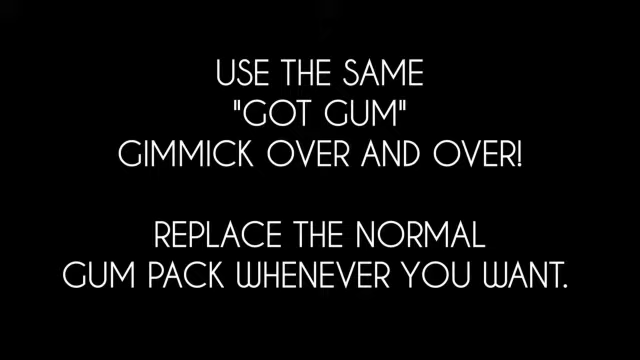 USE THE SAME
"GOT GUM"
GIMMICK OVER AND OVER!
REPLACE THE NORMAL
GUM PACK WHENEVER YOU WANT.